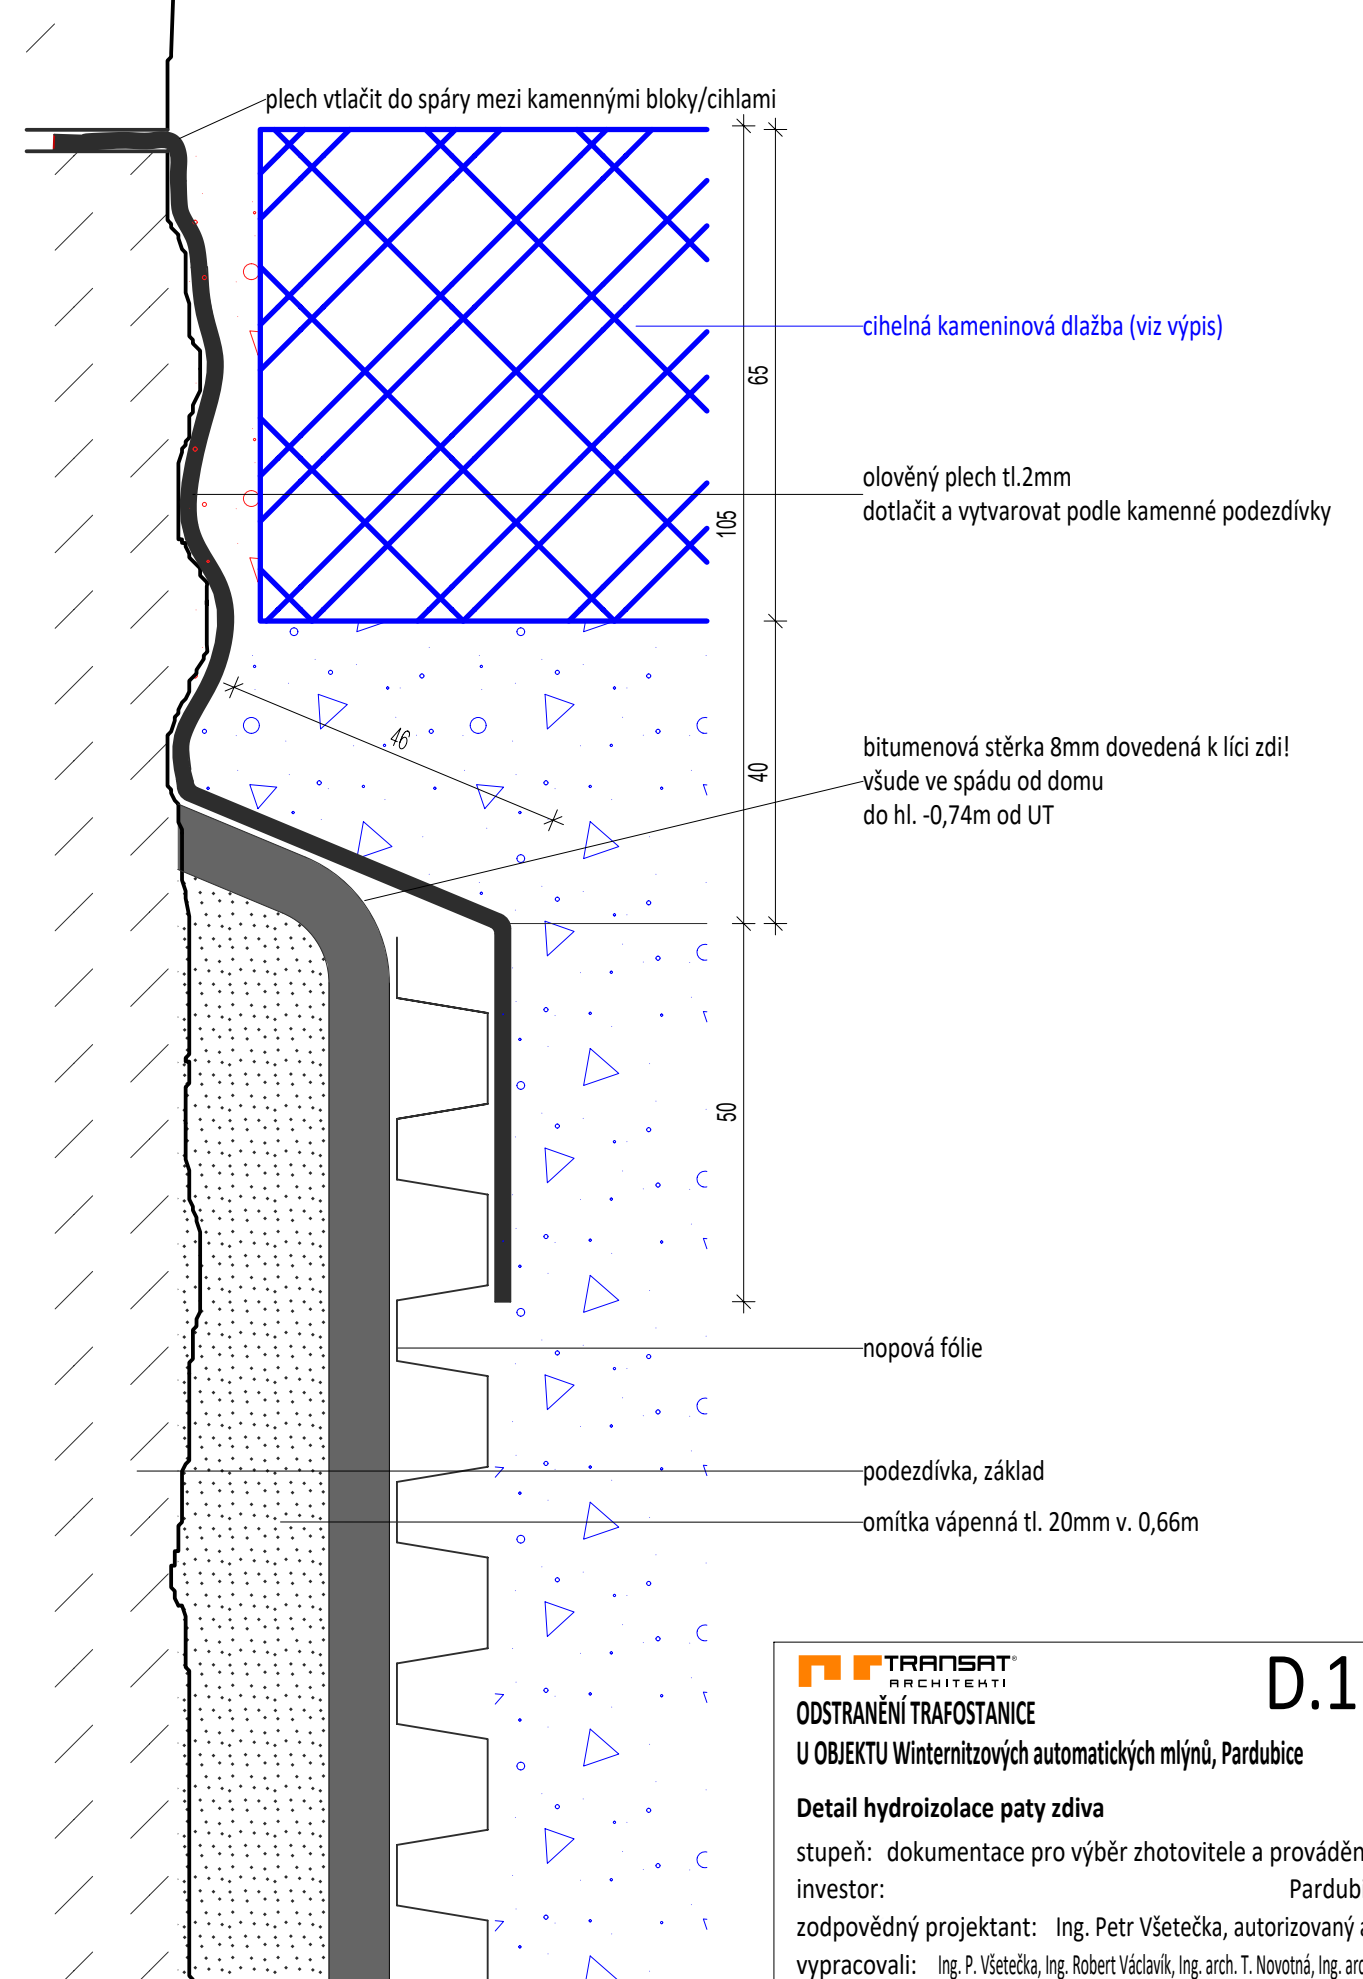 plech vtlačit do spáry mezi kamennými bloky/cihlami
cihelná kameninová dlažba (viz výpis)
65
olověný plech tl.2mm
dotlačit a vytvarovat podle kamenné podezdívky
105
46
bitumenová stěrka 8mm dovedená k líci zdi!
všude ve spádu od domu
do hl. -0,74m od UT
40
50
nopová fólie
podezdívka, základ
omítka vápenná tl. 20mm v. 0,66m
TRANSAT®
ARCHITEKTI
D.1
ODSTRANĚNÍ TRAFOSTANICE
U OBJEKTU Winternitzových automatických mlýnů, Pardubice
Detail hydroizolace paty zdiva
stupeň: dokumentace pro výběr zhotovitele a provádění
investor: Pardubi
zodpovědný projektant: Ing. Petr Všetečka, autorizovaný a
vypracovali: Ing. P. Všetečka, Ing. Robert Václavík, Ing. arch. T. Novotná, Ing. arc